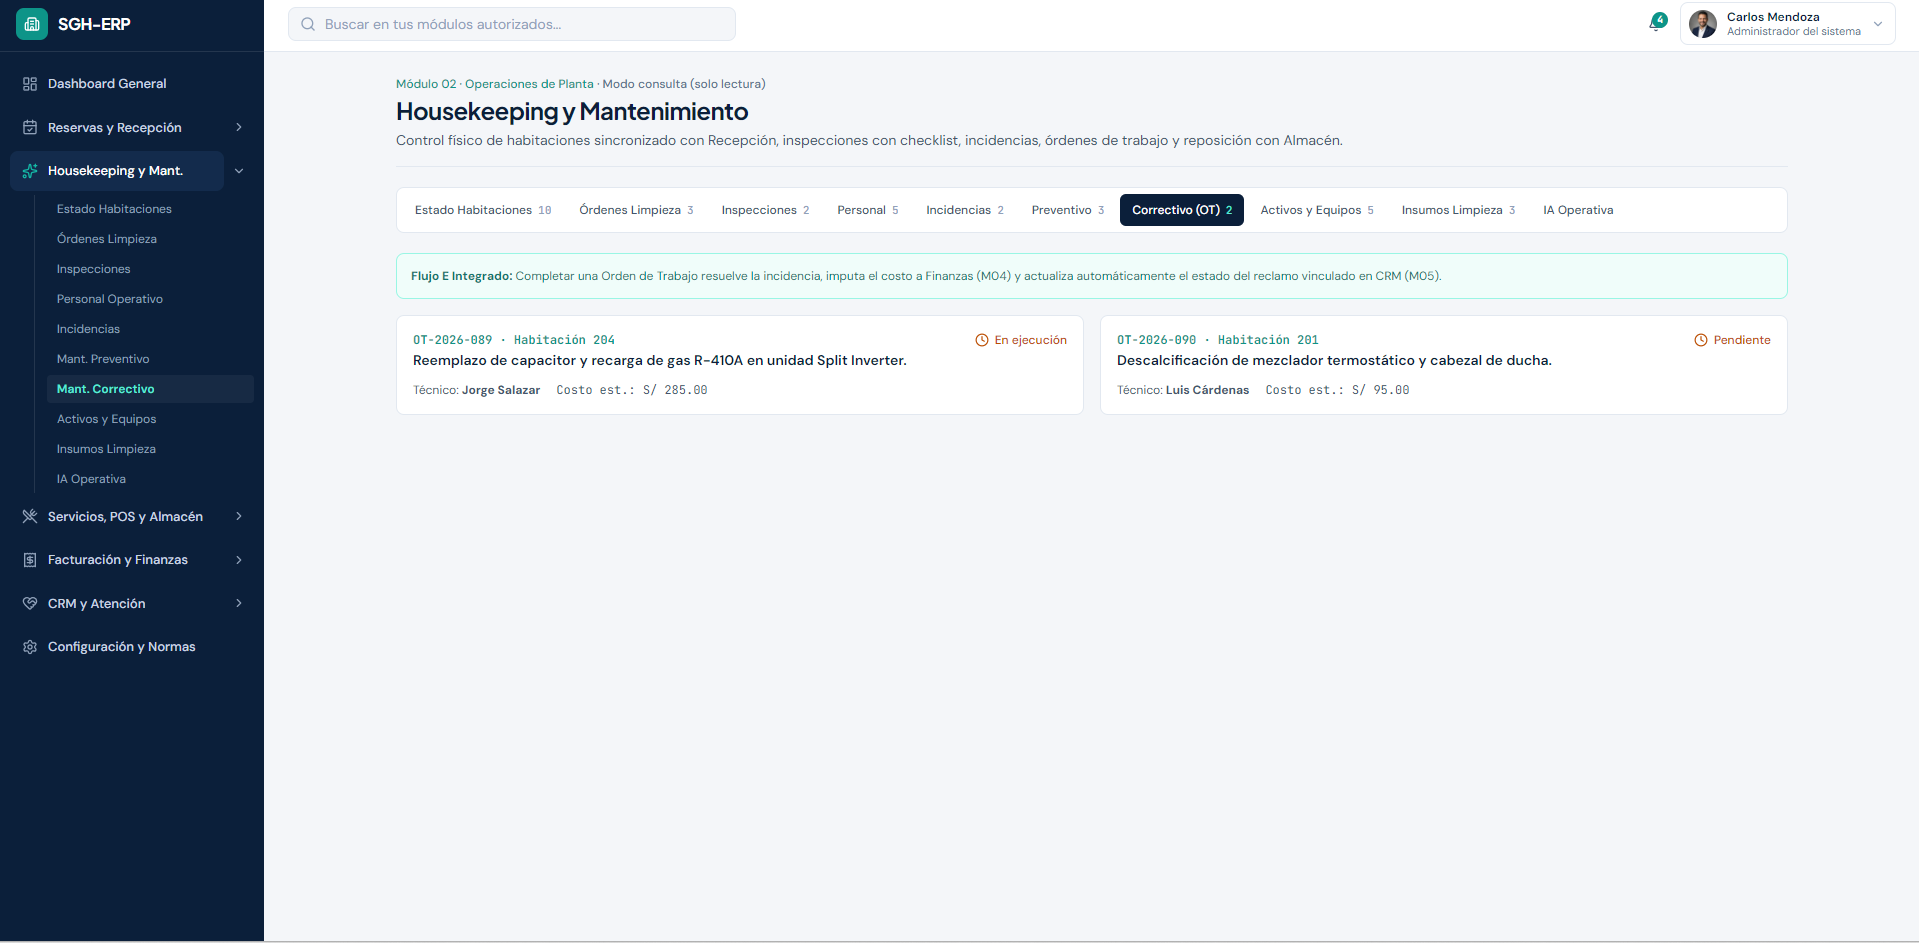 SGH-ERP
Buscar en tus módulos autorizados...
4
Carlos Mendoza
Administrador del sistema
Dashboard General
Reservas y Recepción
Housekeeping y Mant.
Estado Habitaciones
Órdenes Limpieza
Inspecciones
Personal Operativo
Incidencias
Mant. Preventivo
Mant. Correctivo
Activos y Equipos
Insumos Limpieza
IA Operativa
Servicios, POS y Almacén
Facturación y Finanzas
CRM y Atención
Configuración y Normas
Módulo 02 · Operaciones de Planta · Modo consulta (solo lectura)
Housekeeping y Mantenimiento
Control físico de habitaciones sincronizado con Recepción, inspecciones con checklist, incidencias, órdenes de trabajo y reposición con Almacén.
Estado Habitaciones 10 Órdenes Limpieza 3 Inspecciones 2 Personal 5 Incidencias 2 Preventivo 3 Correctivo (OT) 2 Activos y Equipos 5 Insumos Limpieza 3 IA Operativa
Flujo E Integrado: Completar una Orden de Trabajo resuelve la incidencia, imputa el costo a Finanzas (M04) y actualiza automáticamente el estado del reclamo vinculado en CRM (M05).
OT-2026-089 · Habitación 204 En ejecución
Reemplazo de capacitor y recarga de gas R-410A en unidad Split Inverter.
Técnico: Jorge Salazar Costo est.: S/ 285.00
OT-2026-090 · Habitación 201 Pendiente
Descalcificación de mezclador termostático y cabezal de ducha.
Técnico: Luis Cárdenas Costo est.: S/ 95.00